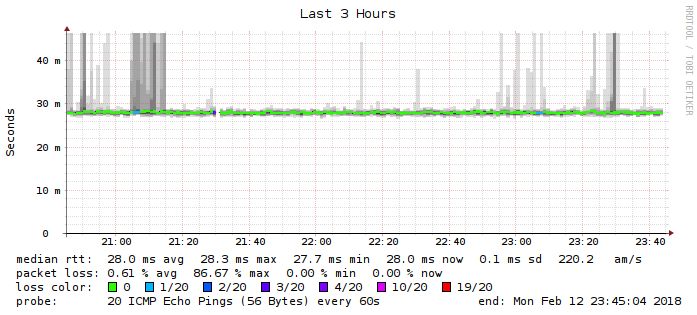 Last 3 Hours
RRDTOOL / TOBI OETIKER
Seconds
40 m
30 m
20 m
10 m
0
21:00 21:20 21:40 22:00 22:20 22:40 23:00 23:20 23:40
median rtt: 28.0 ms avg 28.3 ms max 27.7 ms min 28.0 ms now 0.1 ms sd 220.2 am/s
packet loss: 0.61 % avg 86.67 % max 0.00 % min 0.00 % now
loss color: 0 1/20 2/20 3/20 4/20 10/20 19/20
probe: 20 ICMP Echo Pings (56 Bytes) every 60s end: Mon Feb 12 23:45:04 2018